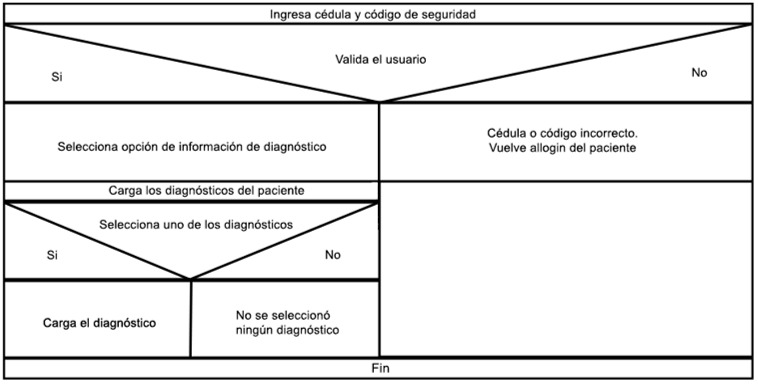 Ingresa cédula y código de seguridad
Valida el usuario
Si
No
Selecciona opción de información de diagnóstico
Cédula o código incorrecto.
Vuelve allogin del paciente
Carga los diagnósticos del paciente
Selecciona uno de los diagnósticos
Si
No
Carga el diagnóstico
No se seleccionó
ningún diagnóstico
Fin